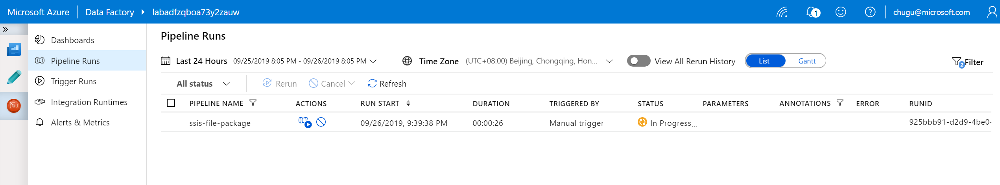 Microsoft Azure Data Factory labadfzqboa73y2zauw 1 chugu@microsoft.com
Dashboards
Pipeline Runs
Trigger Runs
Integration Runtimes
Alerts & Metrics
Pipeline Runs
Last 24 Hours 09/25/2019 8:05 PM - 09/26/2019 8:05 PM Time Zone (UTC+08:00) Beijing, Chongqing, Hon... View All Rerun History List Gantt 2 Filter
All status Rerun Cancel Refresh
PIPELINE NAME ACTIONS RUN START DURATION TRIGGERED BY STATUS PARAMETERS ANNOTATIONS ERROR RUNID
ssis-file-package 09/26/2019, 9:39:38 PM 00:00:26 Manual trigger In Progress... 925bbb91-d2d9-4be0-